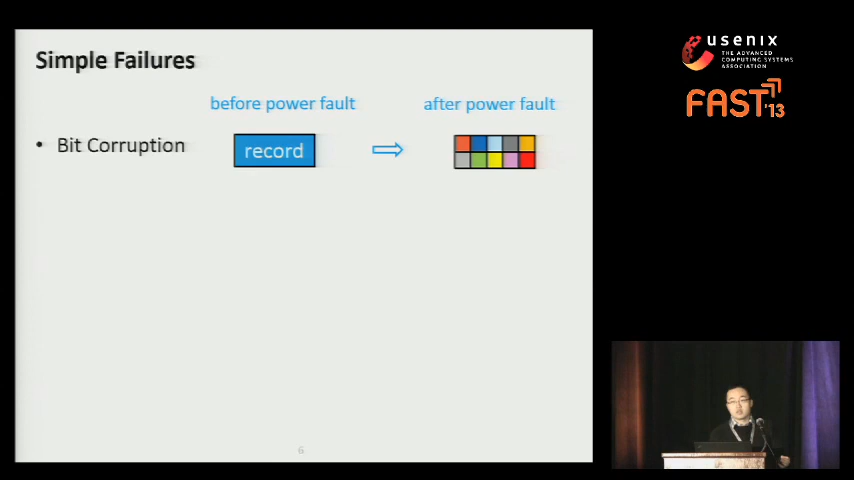 Simple Failures
before power fault
after power fault
• Bit Corruption
record
6
usenix
THE ADVANCED
COMPUTING SYSTEMS
ASSOCIATION
FAST '13